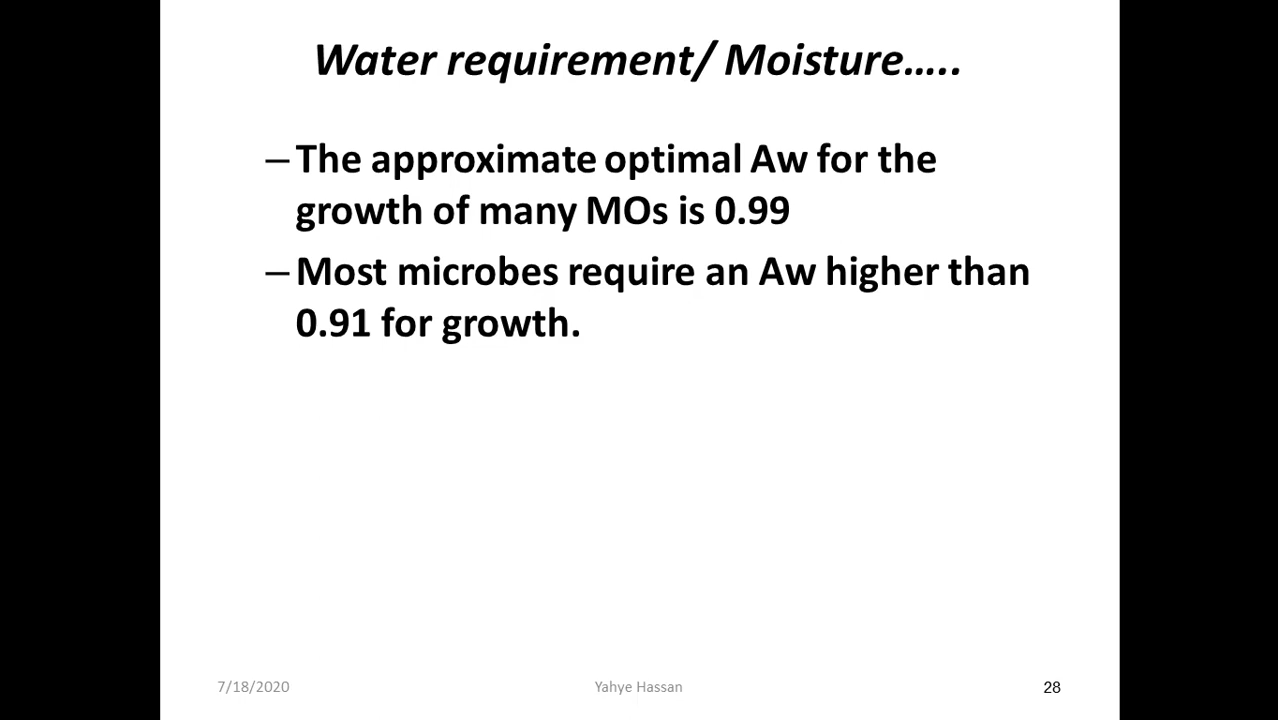 Water requirement/ Moisture…..
– The approximate optimal Aw for the
growth of many MOs is 0.99
– Most microbes require an Aw higher than
0.91 for growth.
7/18/2020 Yahye Hassan 28